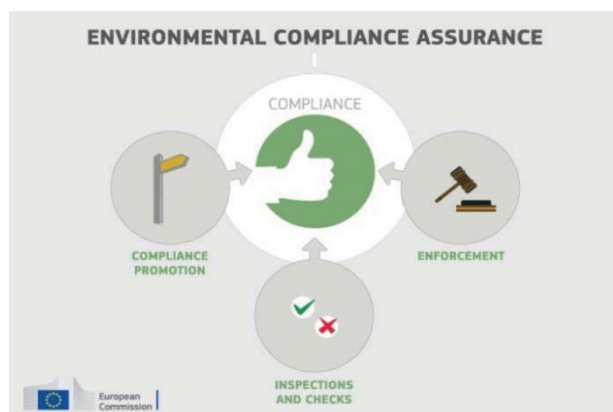 ENVIRONMENTAL COMPLIANCE ASSURANCE
COMPLIANCE
COMPLIANCE
PROMOTION
ENFORCEMENT
INSPECTIONS
AND CHECKS
European
Commission